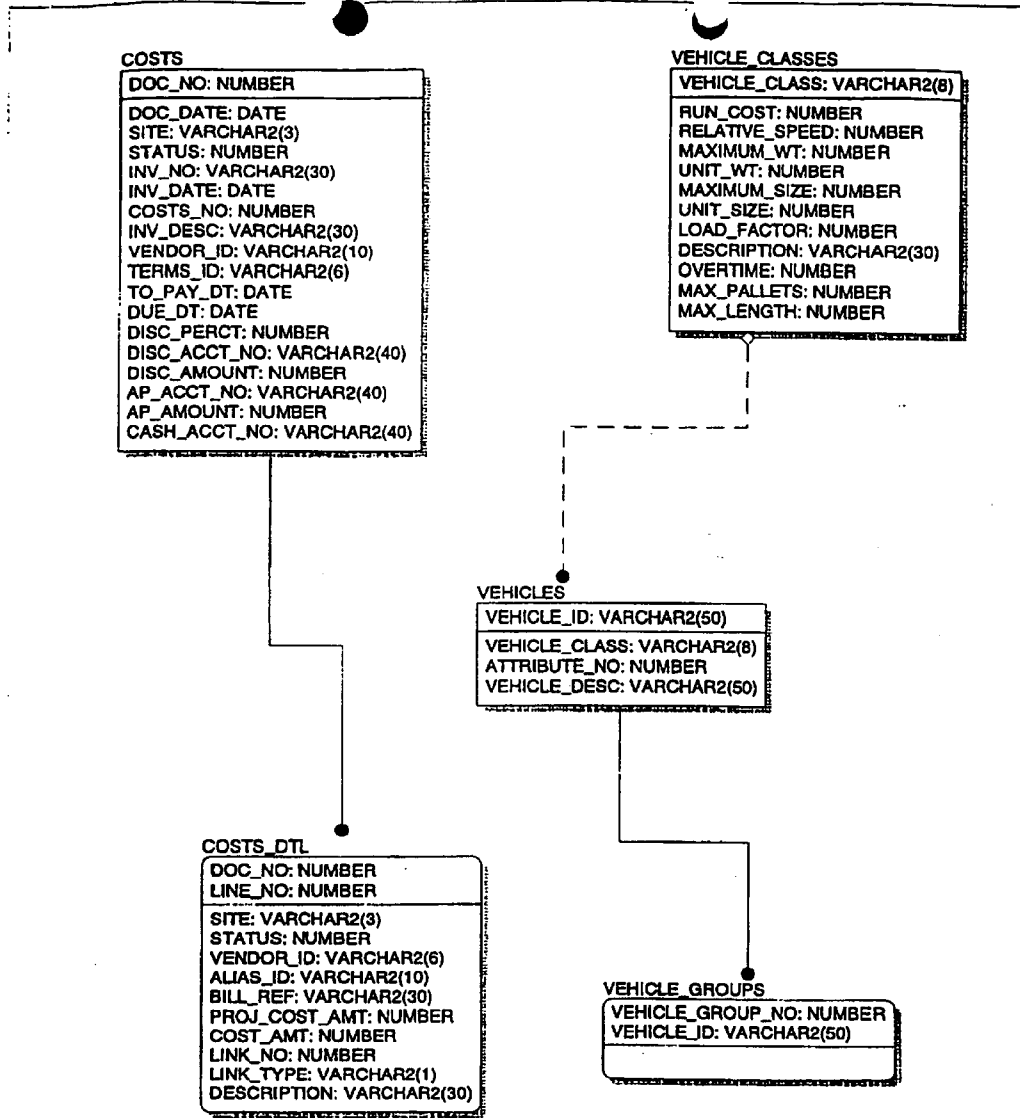 COSTS
DOC_NO: NUMBER
DOC_DATE: DATE
SITE: VARCHAR2(3)
STATUS: NUMBER
INV_NO: VARCHAR2(30)
INV_DATE: DATE
COSTS_NO: NUMBER
INV_DESC: VARCHAR2(30)
VENDOR_ID: VARCHAR2(10)
TERMS_ID: VARCHAR2(6)
TO_PAY_DT: DATE
DUE_DT: DATE
DISC_PERCT: NUMBER
DISC_ACCT_NO: VARCHAR2(40)
DISC_AMOUNT: NUMBER
AP_ACCT_NO: VARCHAR2(40)
AP_AMOUNT: NUMBER
CASH_ACCT_NO: VARCHAR2(40)
VEHICLE_CLASSES
VEHICLE_CLASS: VARCHAR2(8)
RUN_COST: NUMBER
RELATIVE_SPEED: NUMBER
MAXIMUM_WT: NUMBER
UNIT_WT: NUMBER
MAXIMUM_SIZE: NUMBER
UNIT_SIZE: NUMBER
LOAD_FACTOR: NUMBER
DESCRIPTION: VARCHAR2(30)
OVERTIME: NUMBER
MAX_PALLETS: NUMBER
MAX_LENGTH: NUMBER
VEHICLES
VEHICLE_ID: VARCHAR2(50)
VEHICLE_CLASS: VARCHAR2(8)
ATTRIBUTE_NO: NUMBER
VEHICLE_DESC: VARCHAR2(50)
COSTS_DTL
DOC_NO: NUMBER
LINE_NO: NUMBER
SITE: VARCHAR2(3)
STATUS: NUMBER
VENDOR_ID: VARCHAR2(6)
ALIAS_ID: VARCHAR2(10)
BILL_REF: VARCHAR2(30)
PROJ_COST_AMT: NUMBER
COST_AMT: NUMBER
LINK_NO: NUMBER
LINK_TYPE: VARCHAR2(1)
DESCRIPTION: VARCHAR2(30)
VEHICLE_GROUPS
VEHICLE_GROUP_NO: NUMBER
VEHICLE_ID: VARCHAR2(50)